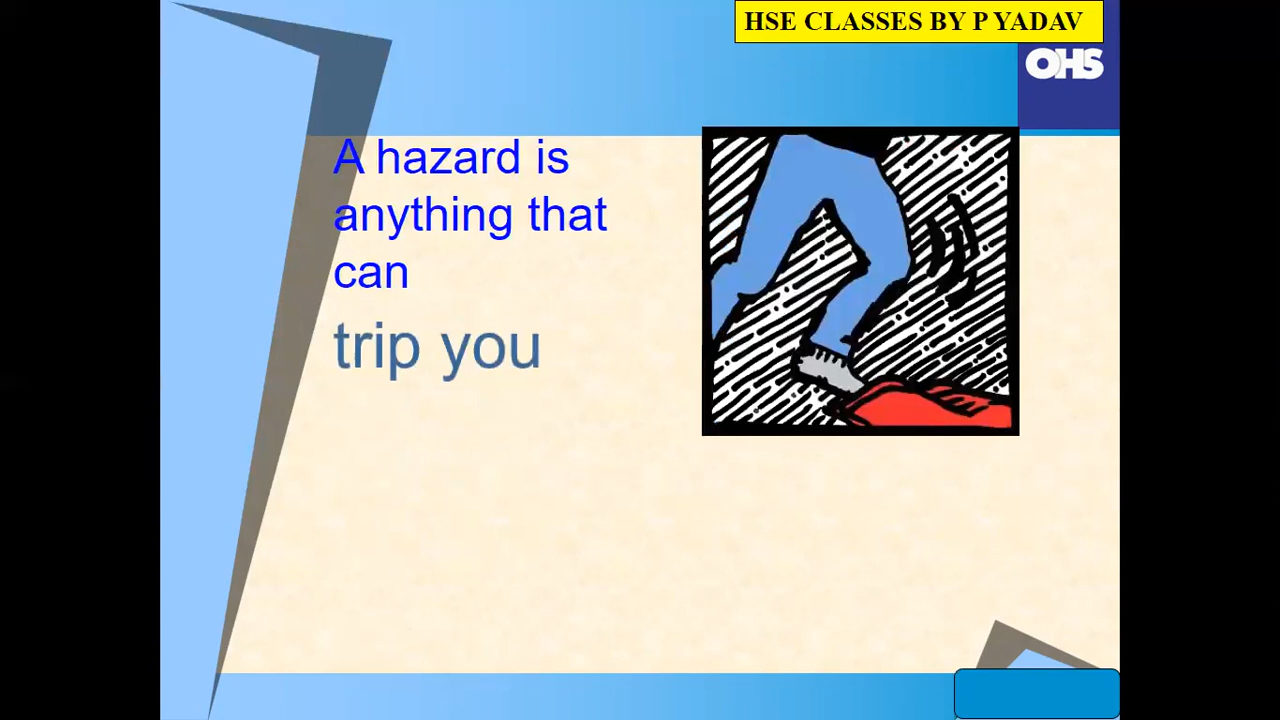 HSE CLASSES BY P YADAV
OHS
A hazard is
anything that
can
trip you